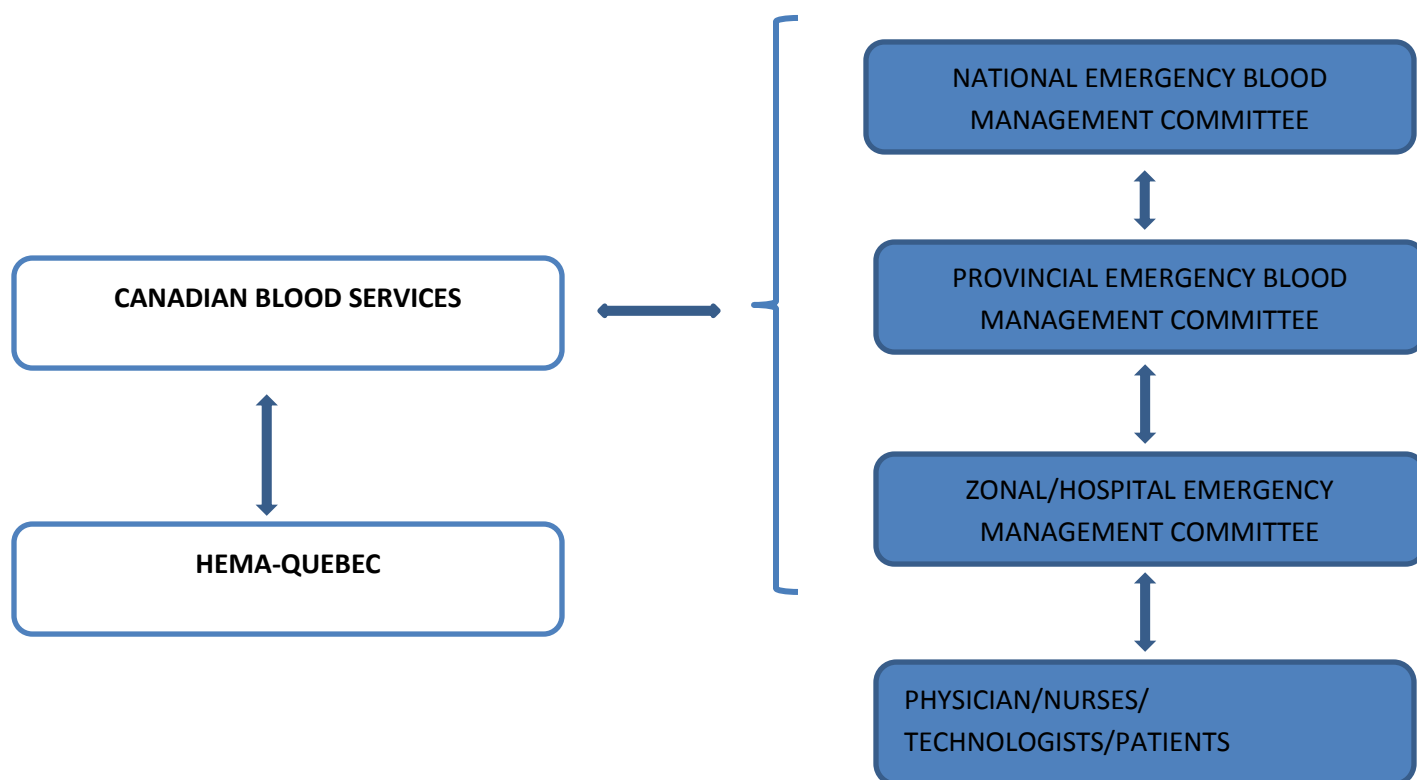 NATIONAL EMERGENCY BLOOD
MANAGEMENT COMMITTEE
CANADIAN BLOOD SERVICES
PROVINCIAL EMERGENCY BLOOD
MANAGEMENT COMMITTEE
ZONAL/HOSPITAL EMERGENCY
MANAGEMENT COMMITTEE
HEMA-QUEBEC
PHYSICIAN/NURSES/
TECHNOLOGISTS/PATIENTS